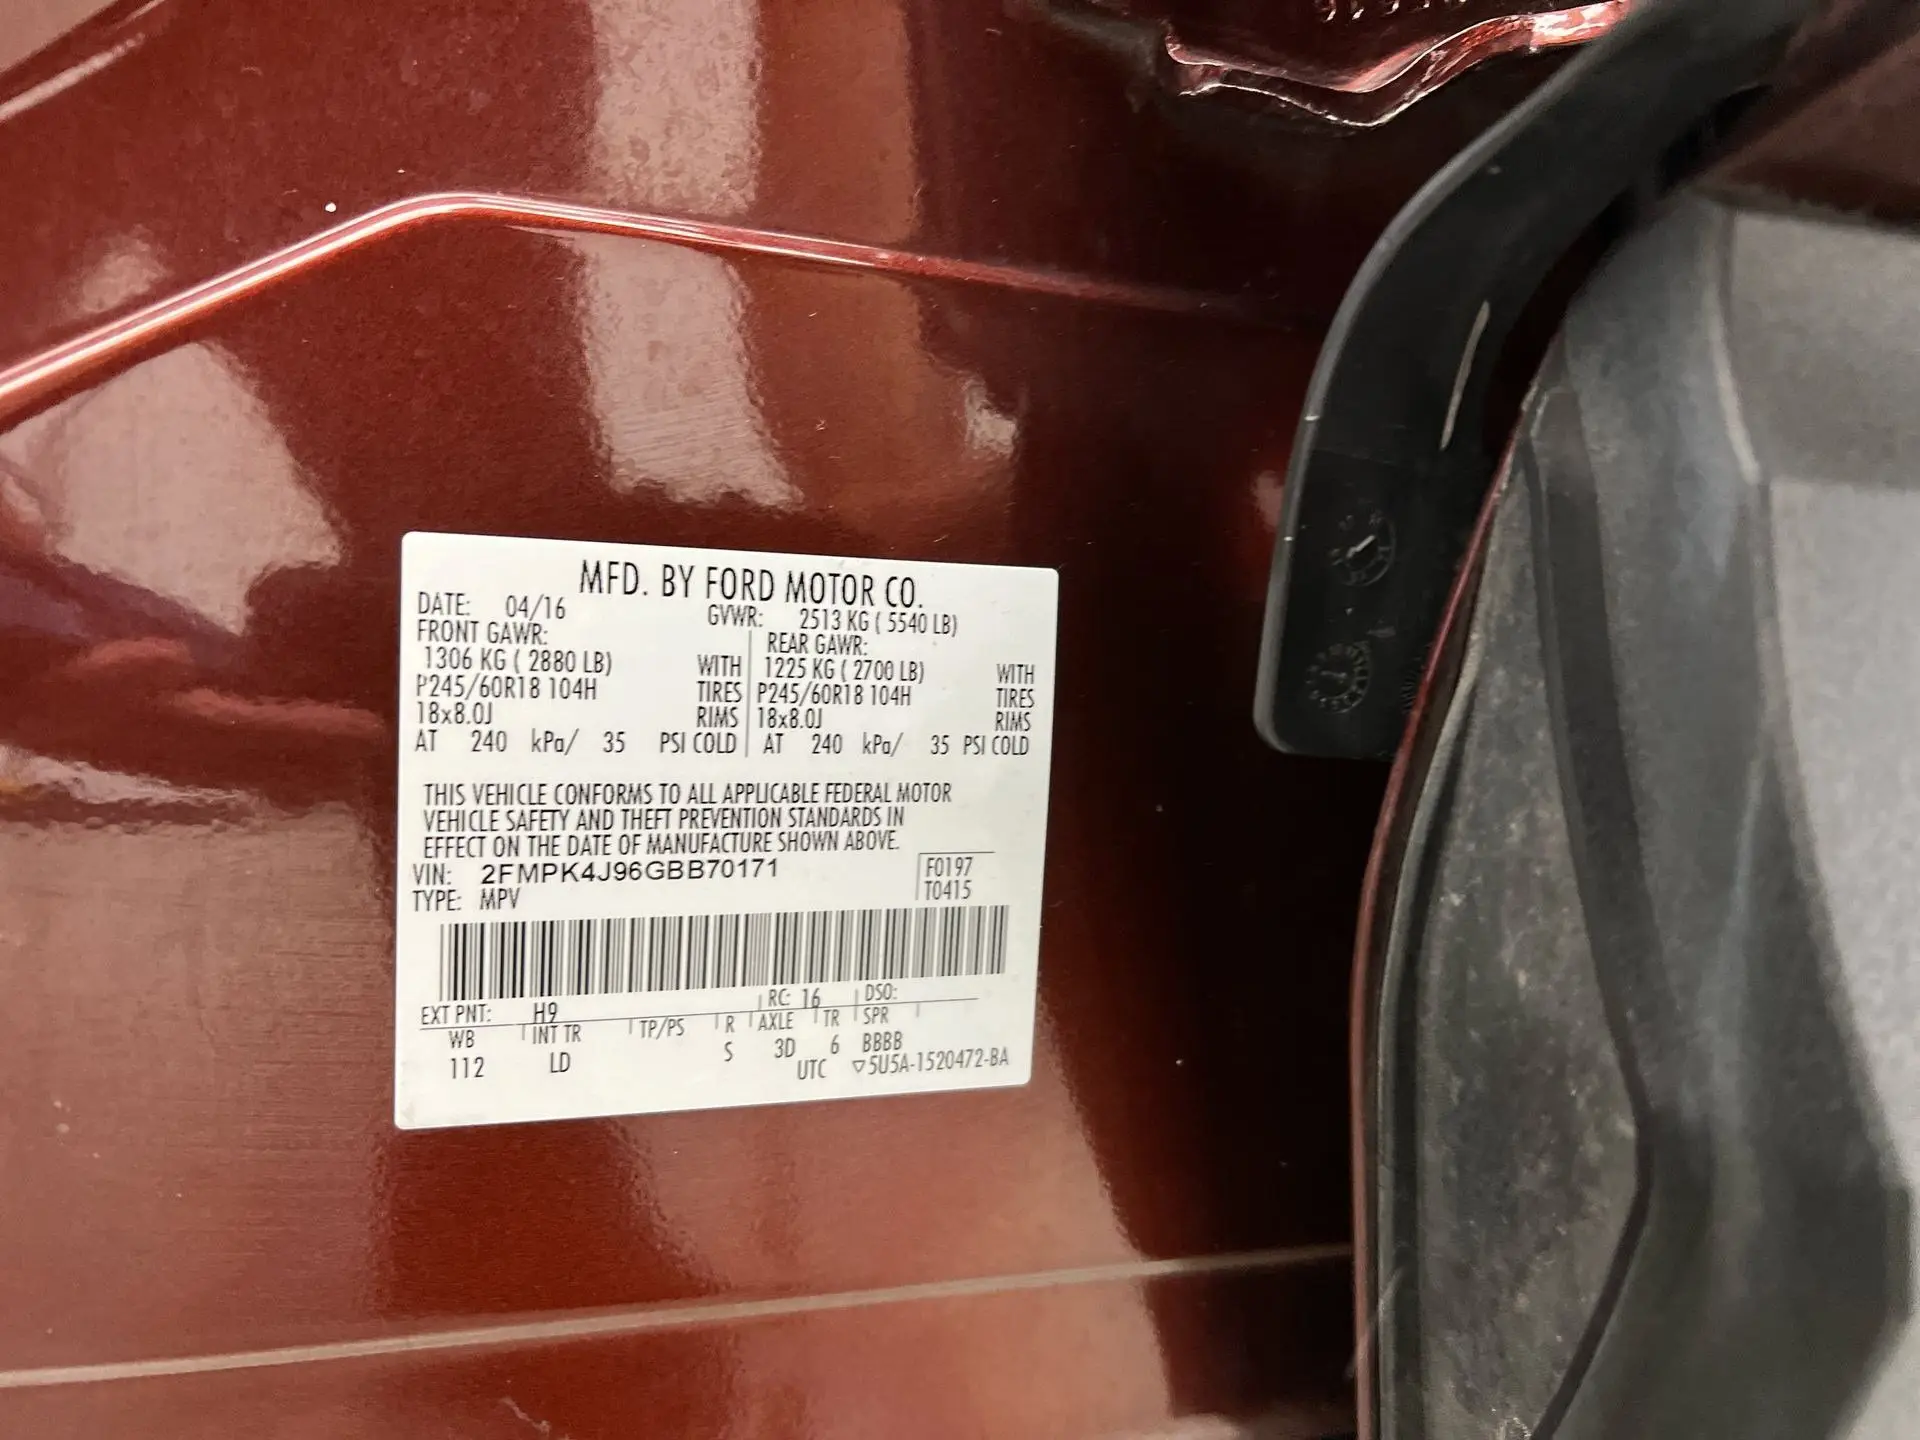 MFD. BY FORD MOTOR CO.
DATE: 04/16 GVWR: 2513 KG ( 5540 LB)
FRONT GAWR: REAR GAWR:
1306 KG ( 2880 LB) WITH 1225 KG ( 2700 LB) WITH
P245/60R18 104H TIRES P245/60R18 104H TIRES
18x8.0J RIMS 18x8.0J RIMS
AT 240 kPa/ 35 PSI COLD AT 240 kPa/ 35 PSI COLD
THIS VEHICLE CONFORMS TO ALL APPLICABLE FEDERAL MOTOR
VEHICLE SAFETY AND THEFT PREVENTION STANDARDS IN
EFFECT ON THE DATE OF MANUFACTURE SHOWN ABOVE.
VIN: 2FMPK4J96GBB70171 F0197
TYPE: MPV T0415
EXT PNT: H9 RC: 16 DSO:
WB INT TR TP/PS R AXLE TR SPR
112 LD S 3D 6 BBBB
UTC ▽5U5A-1520472-BA